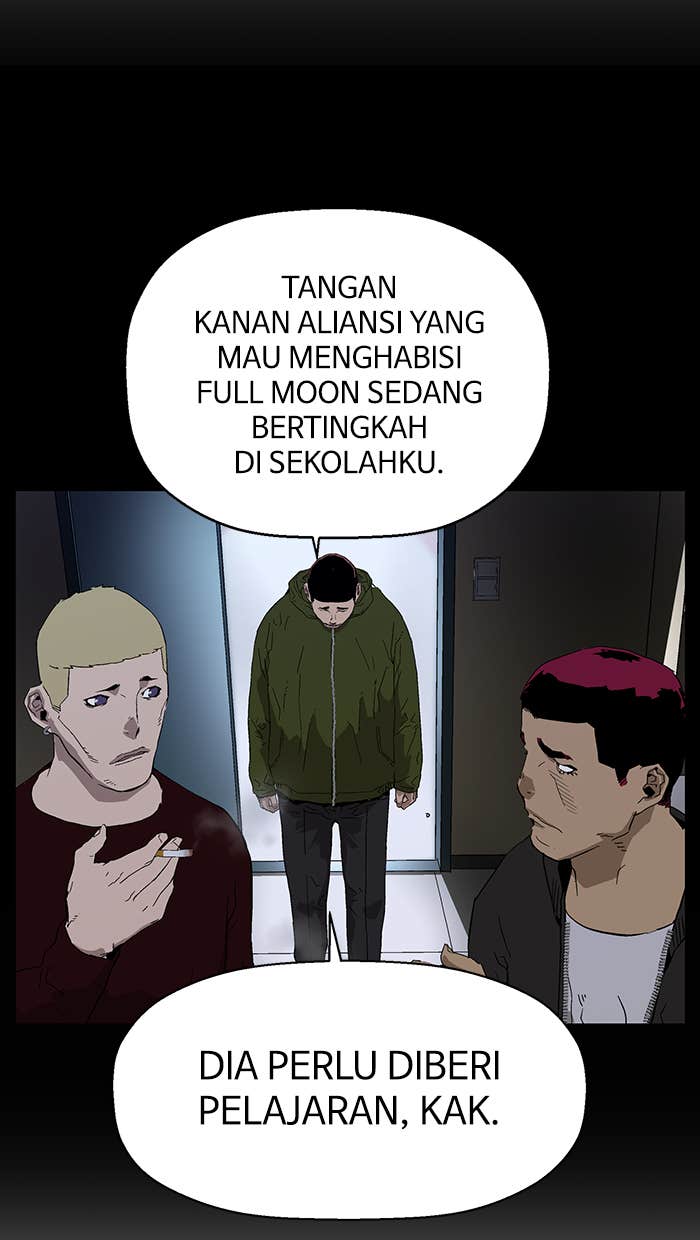 TANGAN
KANAN ALIANSI YANG
MAU MENGHABISI
FULL MOON SEDANG
BERTINGKAH
DI SEKOLAHKU.
DIA PERLU DIBERI
PELAJARAN, KAK.